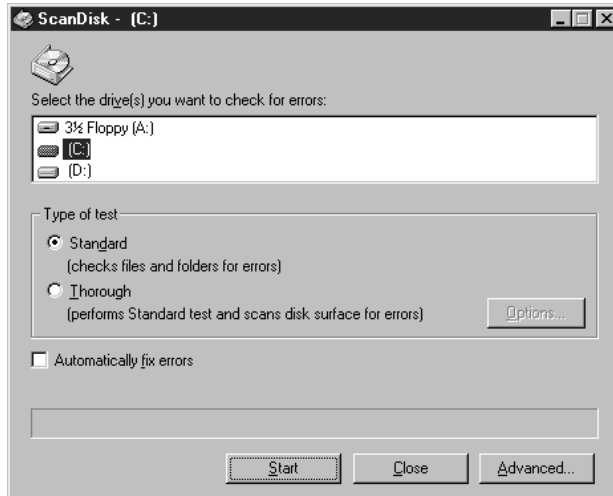 ScanDisk - (C:)
Select the drive(s) you want to check for errors:
3½ Floppy (A:)
(C:)
(D:)
Type of test
Standard
(checks files and folders for errors)
Thorough
(performs Standard test and scans disk surface for errors)
Options...
Automatically fix errors
Start
Close
Advanced...